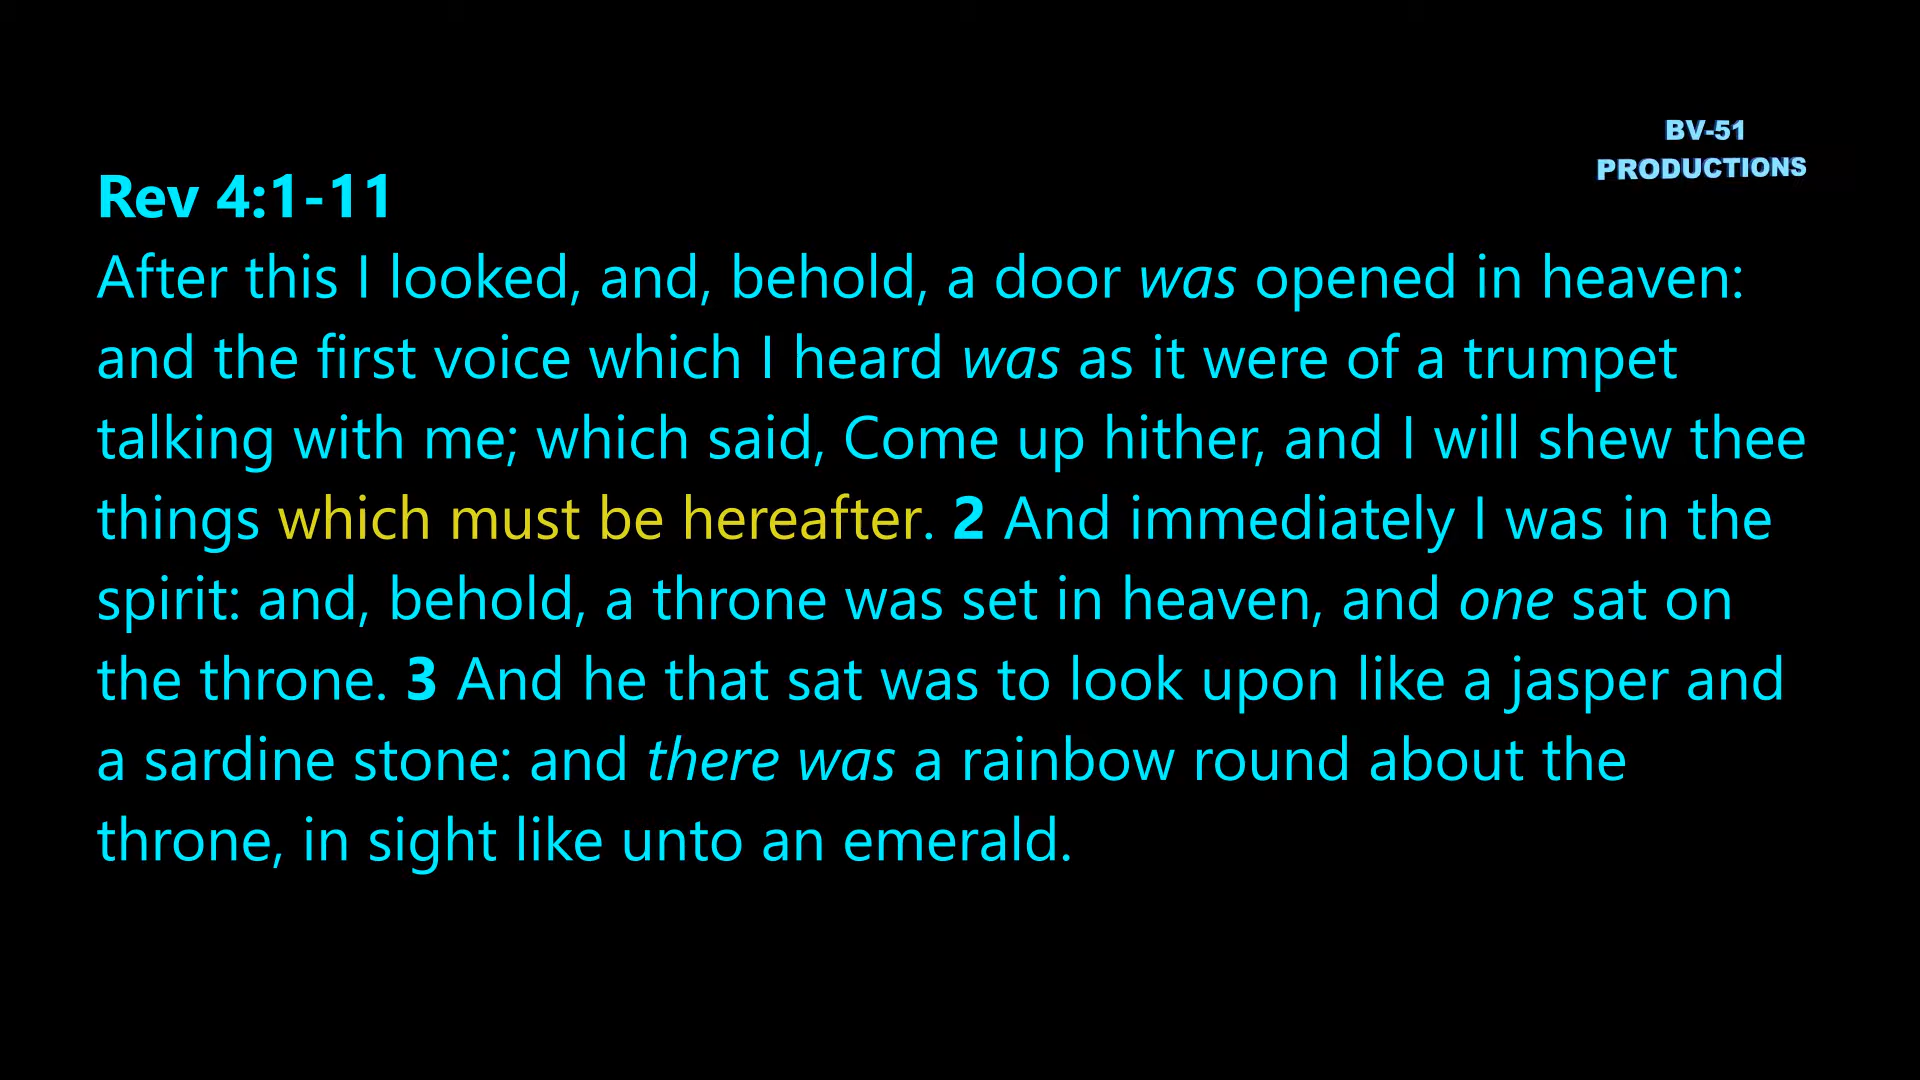 BV-51
PRODUCTIONS
Rev 4:1-11
After this I looked, and, behold, a door was opened in heaven:
and the first voice which I heard was as it were of a trumpet
talking with me; which said, Come up hither, and I will shew thee
things which must be hereafter. 2 And immediately I was in the
spirit: and, behold, a throne was set in heaven, and one sat on
the throne. 3 And he that sat was to look upon like a jasper and
a sardine stone: and there was a rainbow round about the
throne, in sight like unto an emerald.